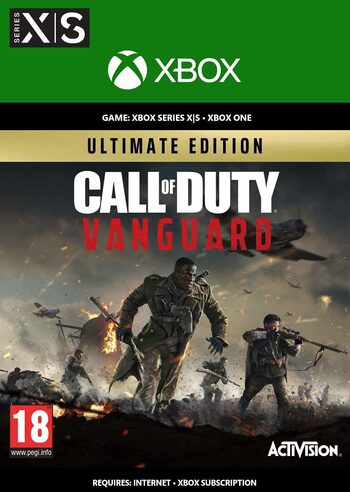 SERIES X|S
XBOX
GAME: XBOX SERIES X|S • XBOX ONE
ULTIMATE EDITION
CALL OF DUTY
VANGUARD
18
www.pegi.info
ACTIVISION.
REQUIRES: INTERNET • XBOX SUBSCRIPTION